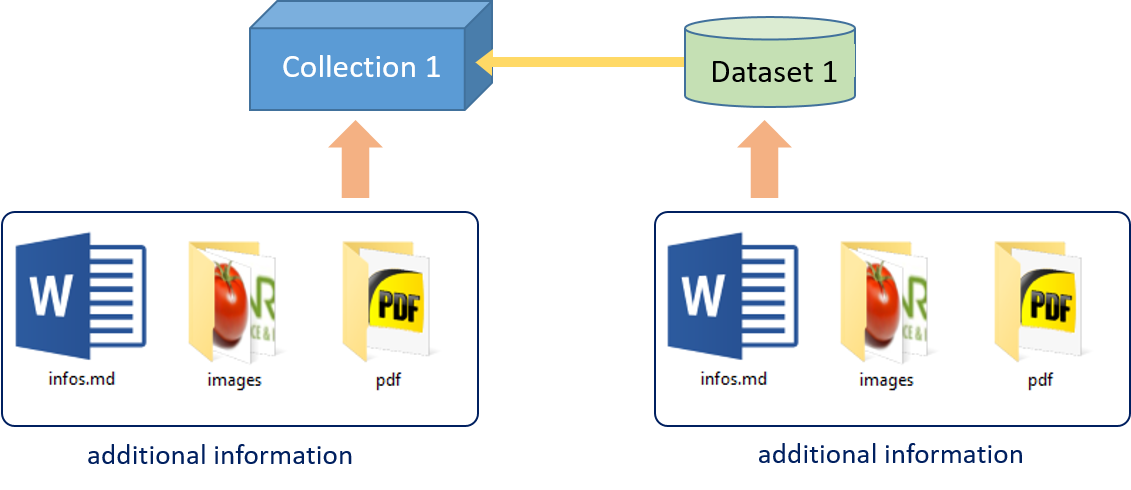 Collection 1
Dataset 1
W
PDF
infos.md
images
pdf
W
PDF
infos.md
images
pdf
additional information
additional information